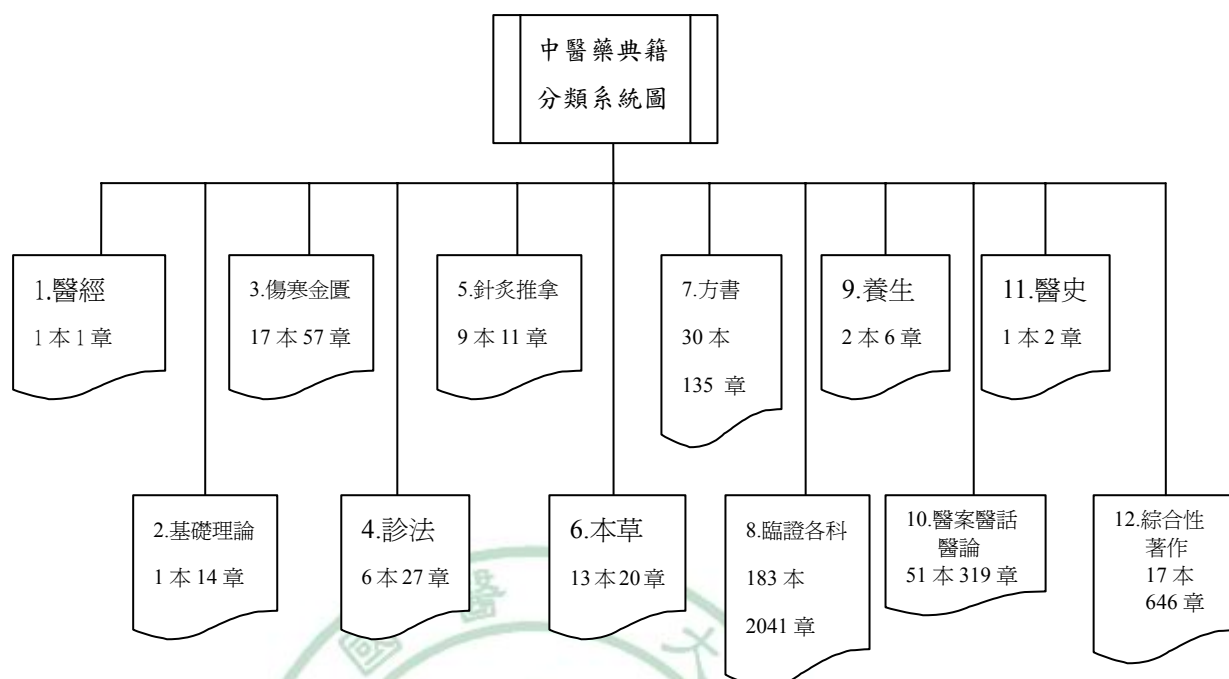 中醫藥典籍
分類系統圖
1.醫經
1本1章
3.傷寒金匱
17本57章
5.針炙推拿
9本11章
7.方書
30本
135 章
9.養生
2本6章
11.醫史
1本2章
2.基礎理論
1本14章
4.診法
6本27章
6.本草
13本20章
8.臨證各科
183本
2041章
10.醫案醫話
醫論
51本319章
12.綜合性
著作
17本
646章
國 醫 大